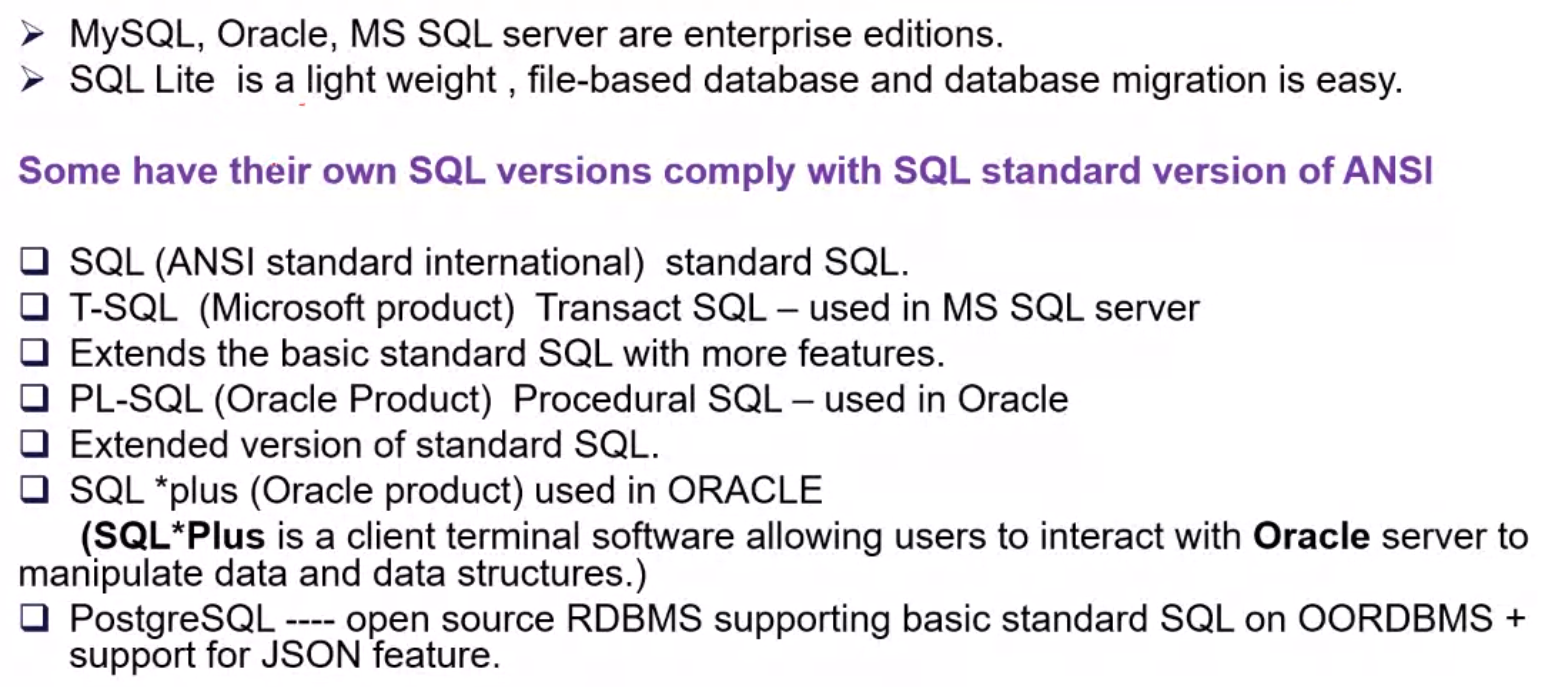 ➢ MySQL, Oracle, MS SQL server are enterprise editions.
➢ SQL Lite is a light weight , file-based database and database migration is easy.
Some have their own SQL versions comply with SQL standard version of ANSI
❑ SQL (ANSI standard international) standard SQL.
❑ T-SQL (Microsoft product) Transact SQL – used in MS SQL server
❑ Extends the basic standard SQL with more features.
❑ PL-SQL (Oracle Product) Procedural SQL – used in Oracle
❑ Extended version of standard SQL.
❑ SQL *plus (Oracle product) used in ORACLE
(SQL*Plus is a client terminal software allowing users to interact with Oracle server to
manipulate data and data structures.)
❑ PostgreSQL ---- open source RDBMS supporting basic standard SQL on OORDBMS +
support for JSON feature.